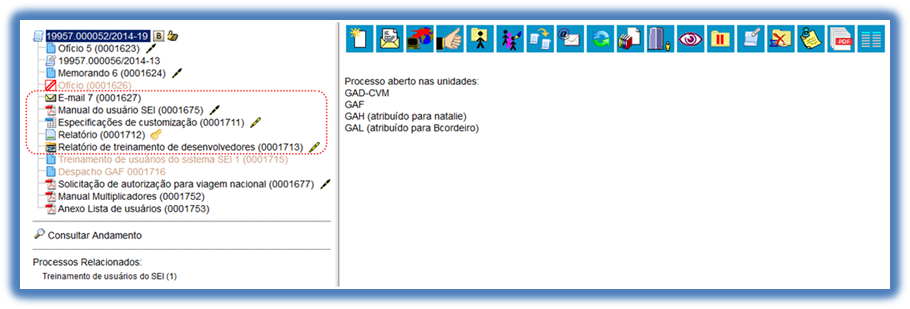 19957.000052/2014-19 B
Ofício 5 (0001623)
19957.000056/2014-13
Memorando 6 (0001624)
Ofício (0001626)
E-mail 7 (0001627)
Manual do usuário SEI (0001675)
Especificações de customização (0001711)
Relatório (0001712)
Relatório de treinamento de desenvolvedores (0001713)
Treinamento de usuários do sistema SEI 1 (0001715)
Despacho GAF 0001716
Solicitação de autorização para viagem nacional (0001677)
Manual Multiplicadores (0001752)
Anexo Lista de usuários (0001753)
Consultar Andamento
Processos Relacionados:
Treinamento de usuários do SEI (1)
PDF
Processo aberto nas unidades:
GAD-CVM
GAF
GAH (atribuído para natalie)
GAL (atribuído para Bcordeiro)